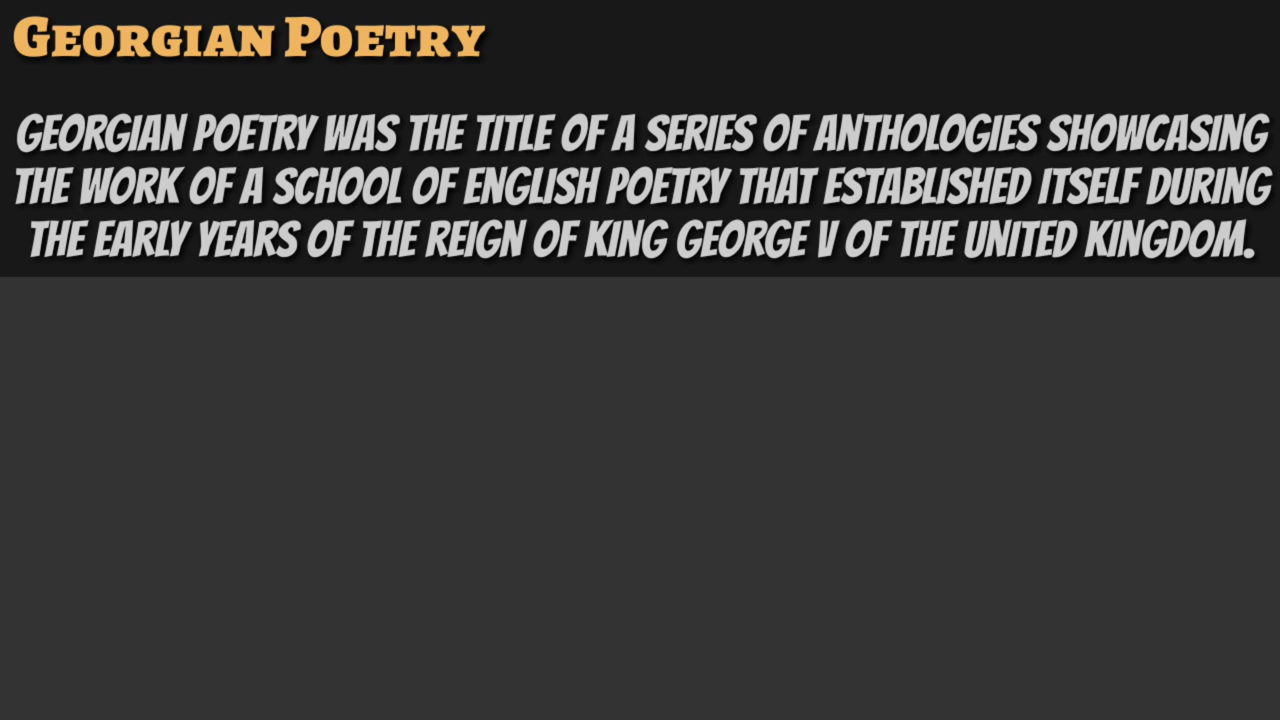 Georgian Poetry
GEORGIAN POETRY WAS THE TITLE OF A SERIES OF ANTHOLOGIES SHOWCASING
THE WORK OF A SCHOOL OF ENGLISH POETRY THAT ESTABLISHED ITSELF DURING
THE EARLY YEARS OF THE REIGN OF KING GEORGE V OF THE UNITED KINGDOM.